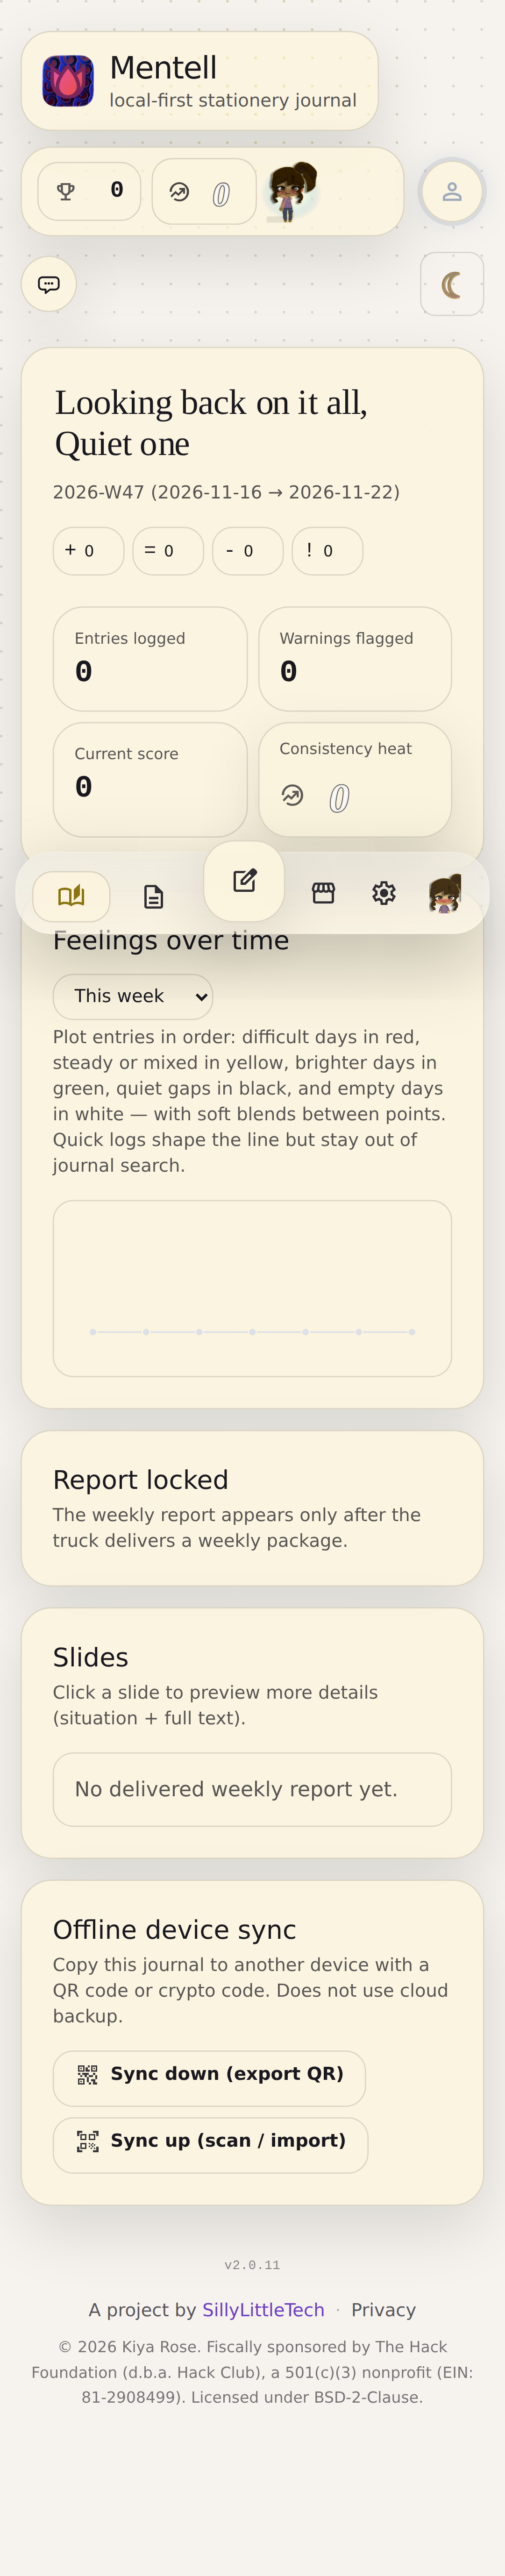 Mentell
local-first stationery journal
0
0
Looking back on it all,
Quiet one
2026-W47 (2026-11-16 → 2026-11-22)
+ 0
= 0
- 0
! 0
Entries logged
0
Warnings flagged
0
Current score
0
Consistency heat
0
Feelings over time
This week
Plot entries in order: difficult days in red,
steady or mixed in yellow, brighter days in
green, quiet gaps in black, and empty days
in white — with soft blends between points.
Quick logs shape the line but stay out of
journal search.
Report locked
The weekly report appears only after the
truck delivers a weekly package.
Slides
Click a slide to preview more details
(situation + full text).
No delivered weekly report yet.
Offline device sync
Copy this journal to another device with a
QR code or crypto code. Does not use cloud
backup.
Sync down (export QR)
Sync up (scan / import)
v2.0.11
A project by SillyLittleTech · Privacy
© 2026 Kiya Rose. Fiscally sponsored by The Hack
Foundation (d.b.a. Hack Club), a 501(c)(3) nonprofit (EIN:
81-2908499). Licensed under BSD-2-Clause.